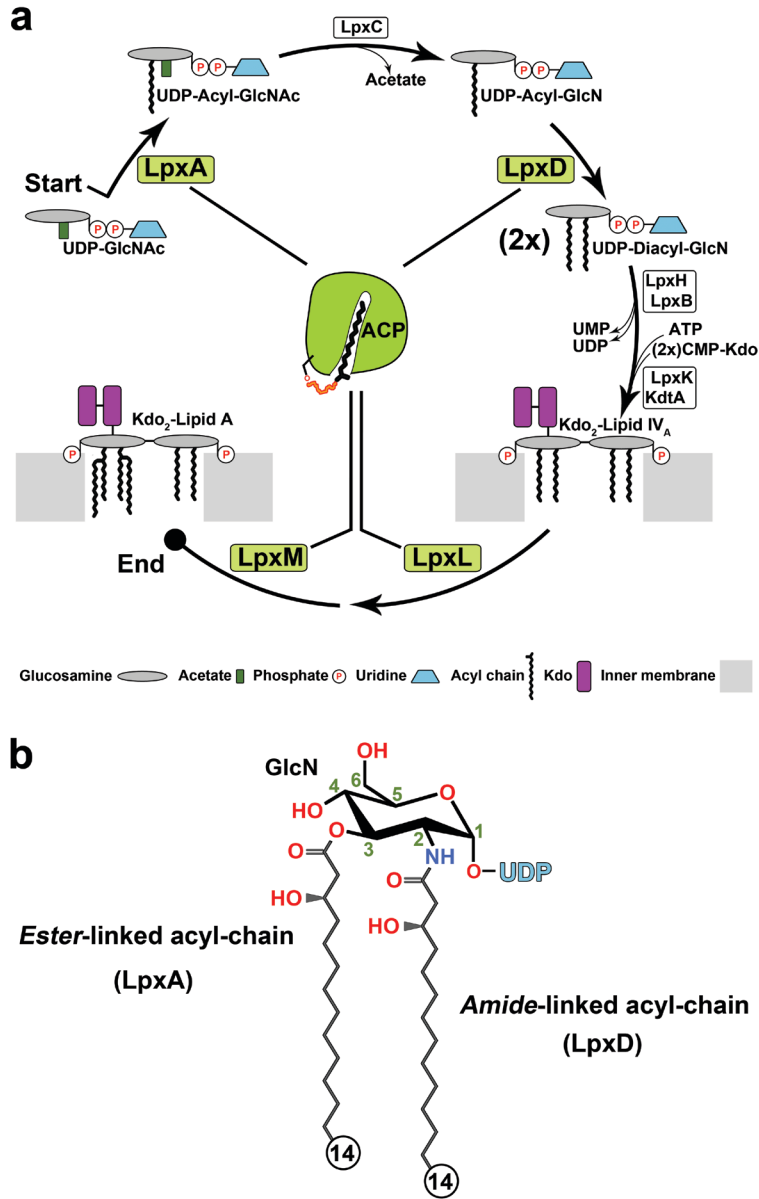 a
LpxC
Acetate
UDP-Acyl-GlcNAc
UDP-Acyl-GlcN
P P
P P
Start
LpxA
LpxD
P P
UDP-GlcNAc
(2x)
P P
UDP-Diacyl-GlcN
ACP
LpxH
LpxB
UMP
UDP
ATP
(2x)CMP-Kdo
LpxK
KdtA
Kdo2-Lipid A
P
P
Kdo2-Lipid IVA
P
P
End
LpxM
LpxL
Glucosamine
Acetate
Phosphate
P
Uridine
Acyl chain
Kdo
Inner membrane
b
GlcN
OH
6
4
5
O
HO
1
O
3
2
NH
O
O
UDP
O
HO
HO
Ester-linked acyl-chain
(LpxA)
Amide-linked acyl-chain
(LpxD)
14
14